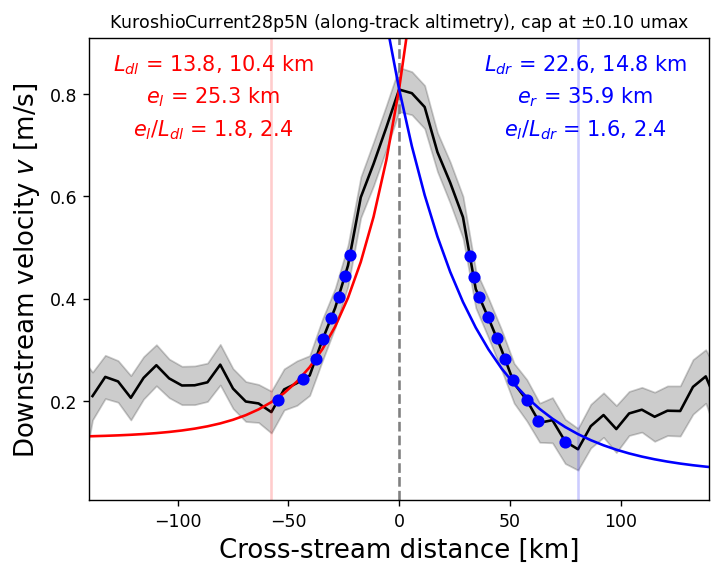 KuroshioCurrent28p5N (along-track altimetry), cap at ±0.10 umax
L_dl = 13.8, 10.4 km
e_l = 25.3 km
e_l/L_dl = 1.8, 2.4
L_dr = 22.6, 14.8 km
e_r = 35.9 km
e_l/L_dr = 1.6, 2.4
Downstream velocity v [m/s]
0.8
0.6
0.4
0.2
−100
−50
0
50
100
Cross-stream distance [km]